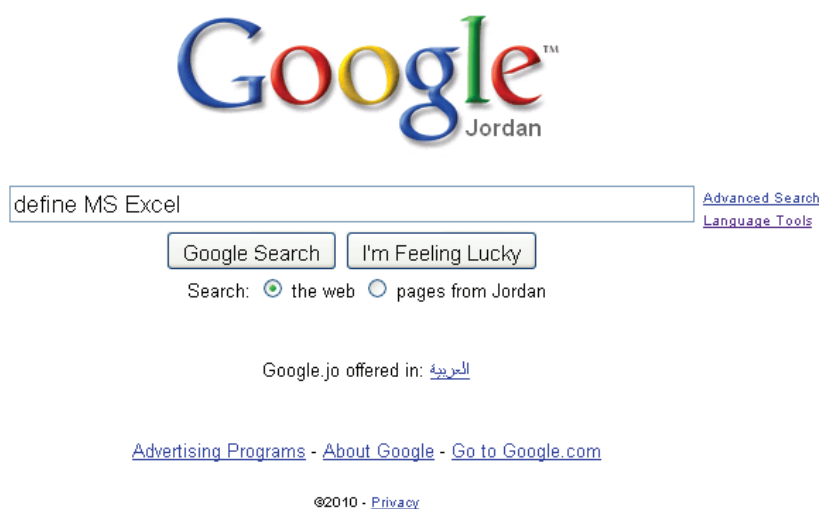 Google™
Jordan
define MS Excel
Advanced Search
Language Tools
Google Search I'm Feeling Lucky
Search: the web pages from Jordan
Google.jo offered in: العربية
Advertising Programs - About Google - Go to Google.com
©2010 - Privacy